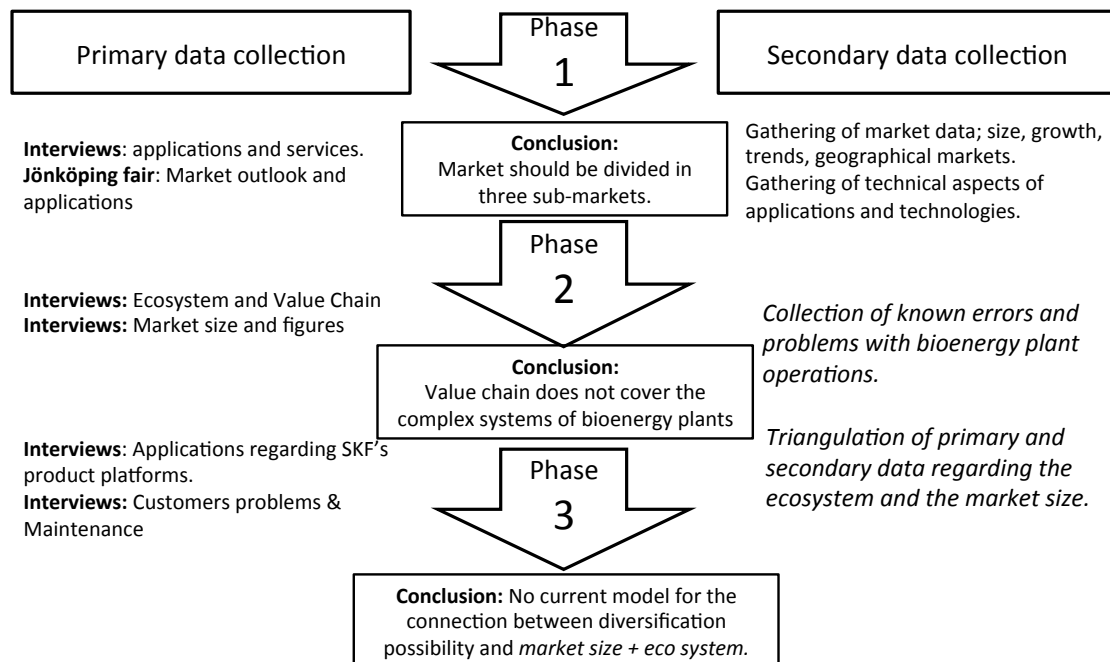 Primary data collection
Phase
1
Secondary data collection
Interviews: applications and services.
Jönköping fair: Market outlook and
applications
Conclusion:
Market should be divided in
three sub-markets.
Gathering of market data; size, growth,
trends, geographical markets.
Gathering of technical aspects of
applications and technologies.
Phase
2
Interviews: Ecosystem and Value Chain
Interviews: Market size and figures
Collection of known errors and
problems with bioenergy plant
operations.
Conclusion:
Value chain does not cover the
complex systems of bioenergy plants
Interviews: Applications regarding SKF's
product platforms.
Interviews: Customers problems &
Maintenance
Phase
3
Triangulation of primary and
secondary data regarding the
ecosystem and the market size.
Conclusion: No current model for the
connection between diversification
possibility and market size + eco system.